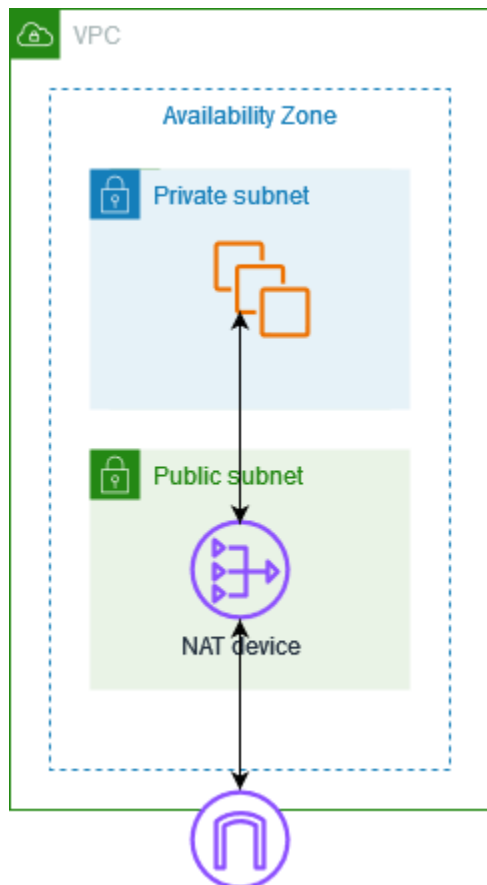 VPC
Availability Zone
Private subnet
Public subnet
NAT device